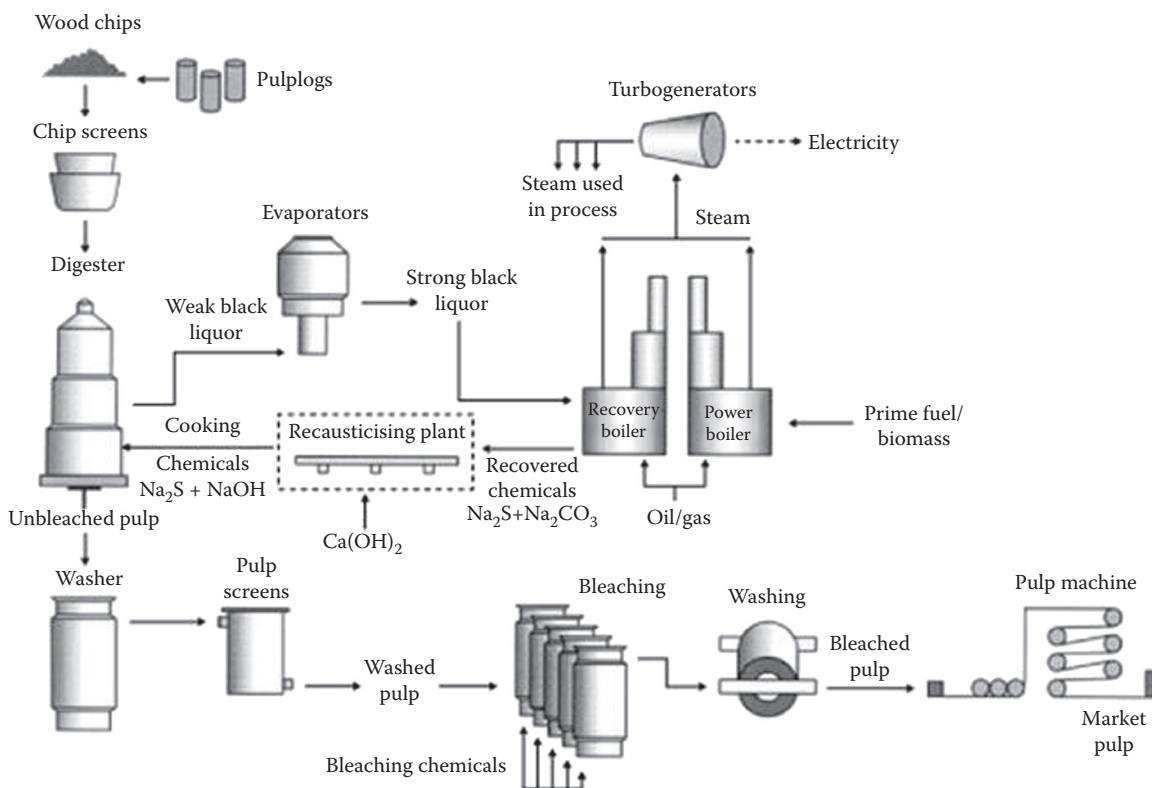 Wood chips
Pulplogs
Chip screens
Digester
Evaporators
Weak black
liquor
Strong black
liquor
Turbogenerators
Electricity
Steam used
in process
Steam
Recovery
boiler
Power
boiler
Prime fuel/
biomass
Oil/gas
Cooking
Chemicals
Na₂S + NaOH
Recausticising plant
Ca(OH)₂
Recovered
chemicals
Na₂S+Na₂CO₃
Unbleached pulp
Washer
Pulp
screens
Washed
pulp
Bleaching
Bleaching chemicals
Washing
Bleached
pulp
Pulp machine
Market
pulp